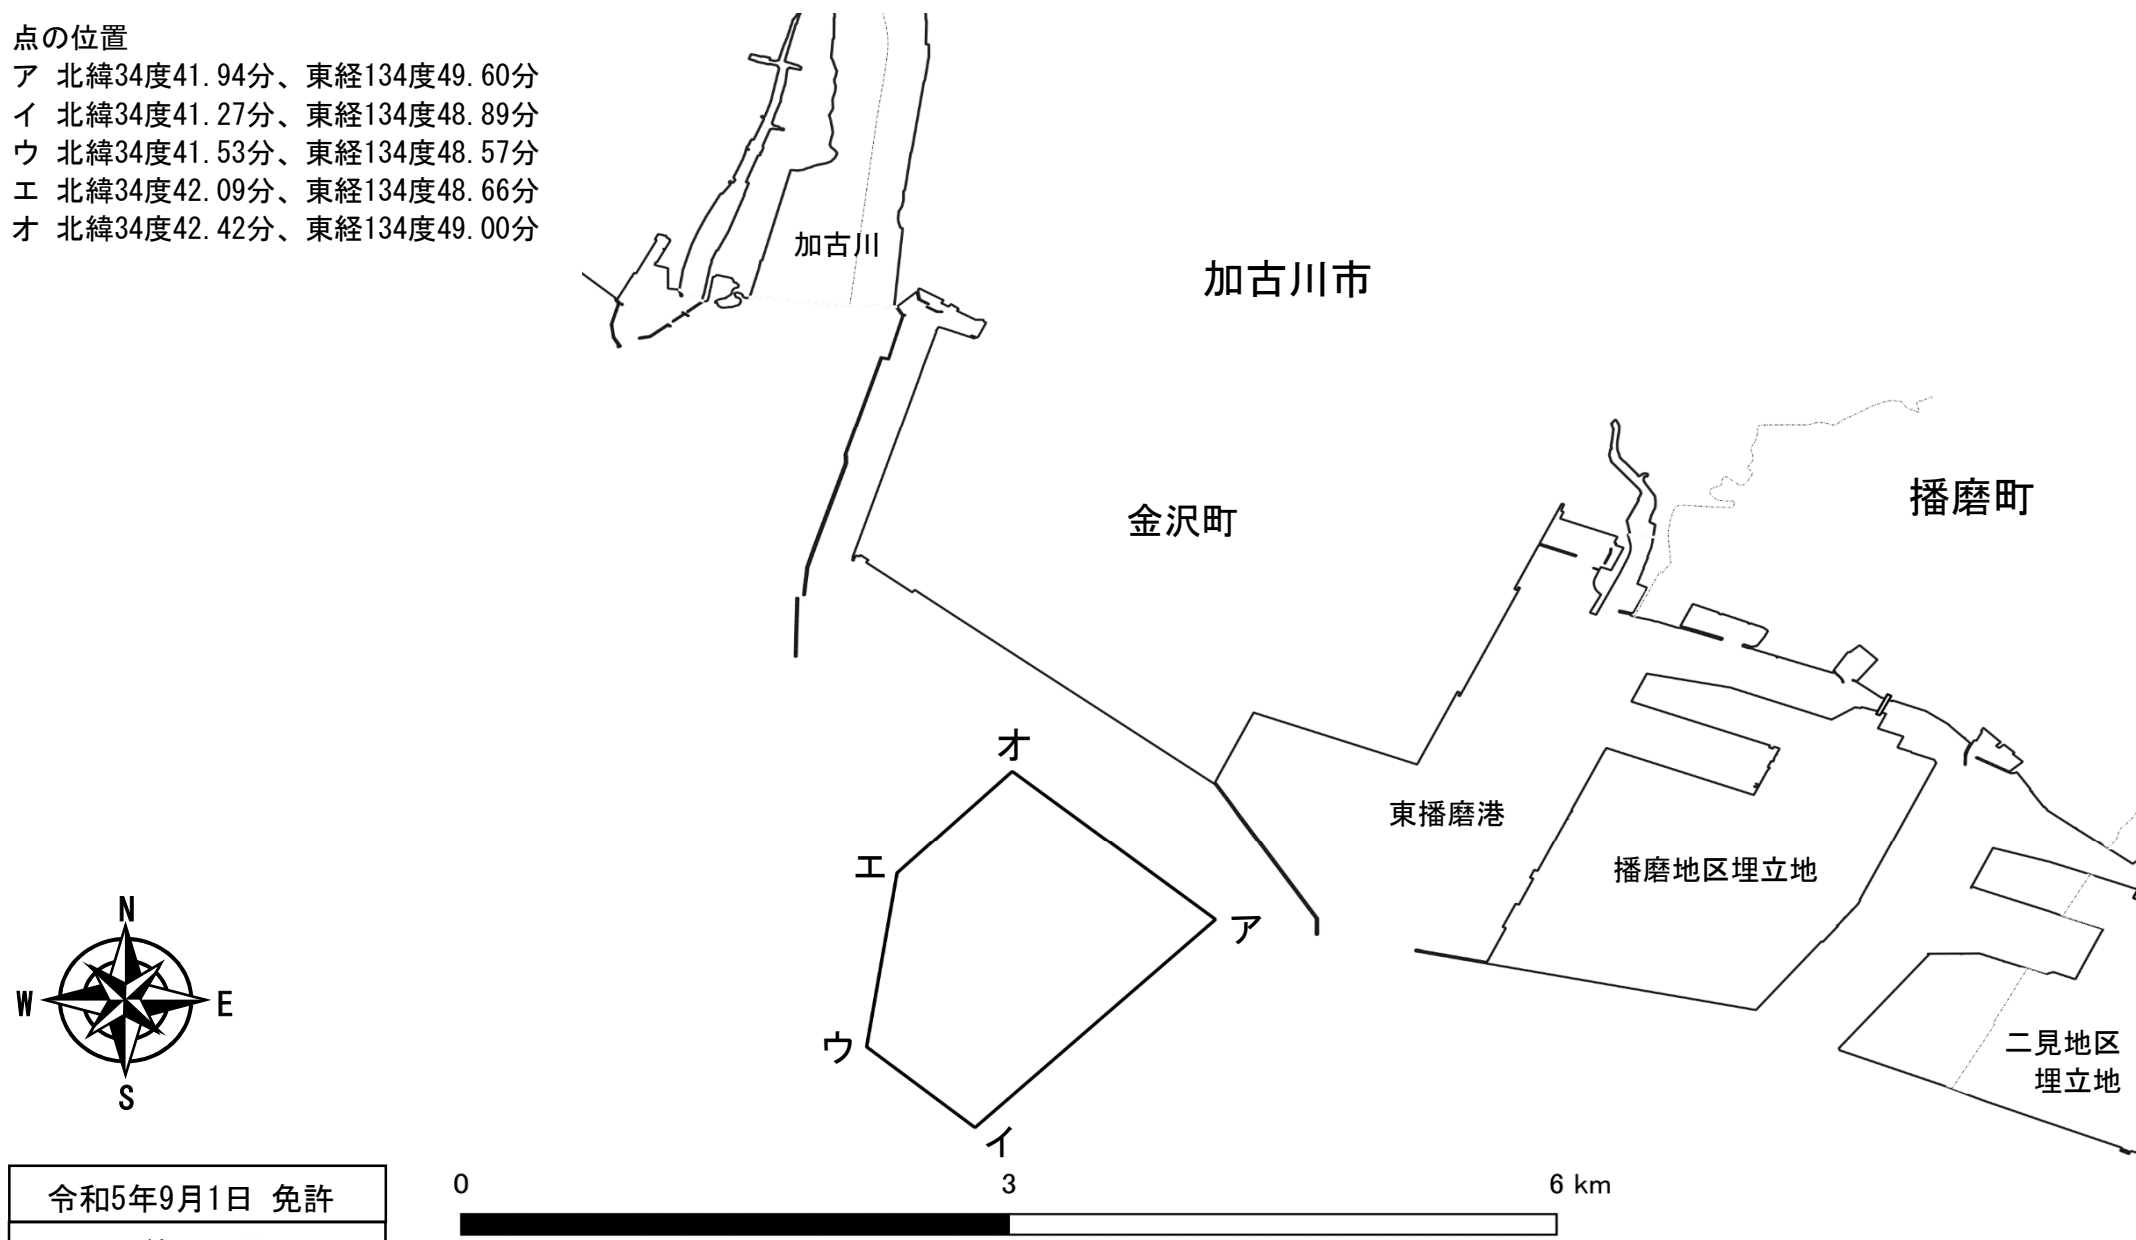 点の位置
ア 北緯34度41.94分、東経134度49.60分
イ 北緯34度41.27分、東経134度48.89分
ウ 北緯34度41.53分、東経134度48.57分
エ 北緯34度42.09分、東経134度48.66分
オ 北緯34度42.42分、東経134度49.00分
加古川
加古川市
金沢町
播磨町
オ
エ
ア
ウ
イ
東播磨港
播磨地区埋立地
二見地区
埋立地
N
W
E
S
令和5年9月1日 免許
0
3
6 km